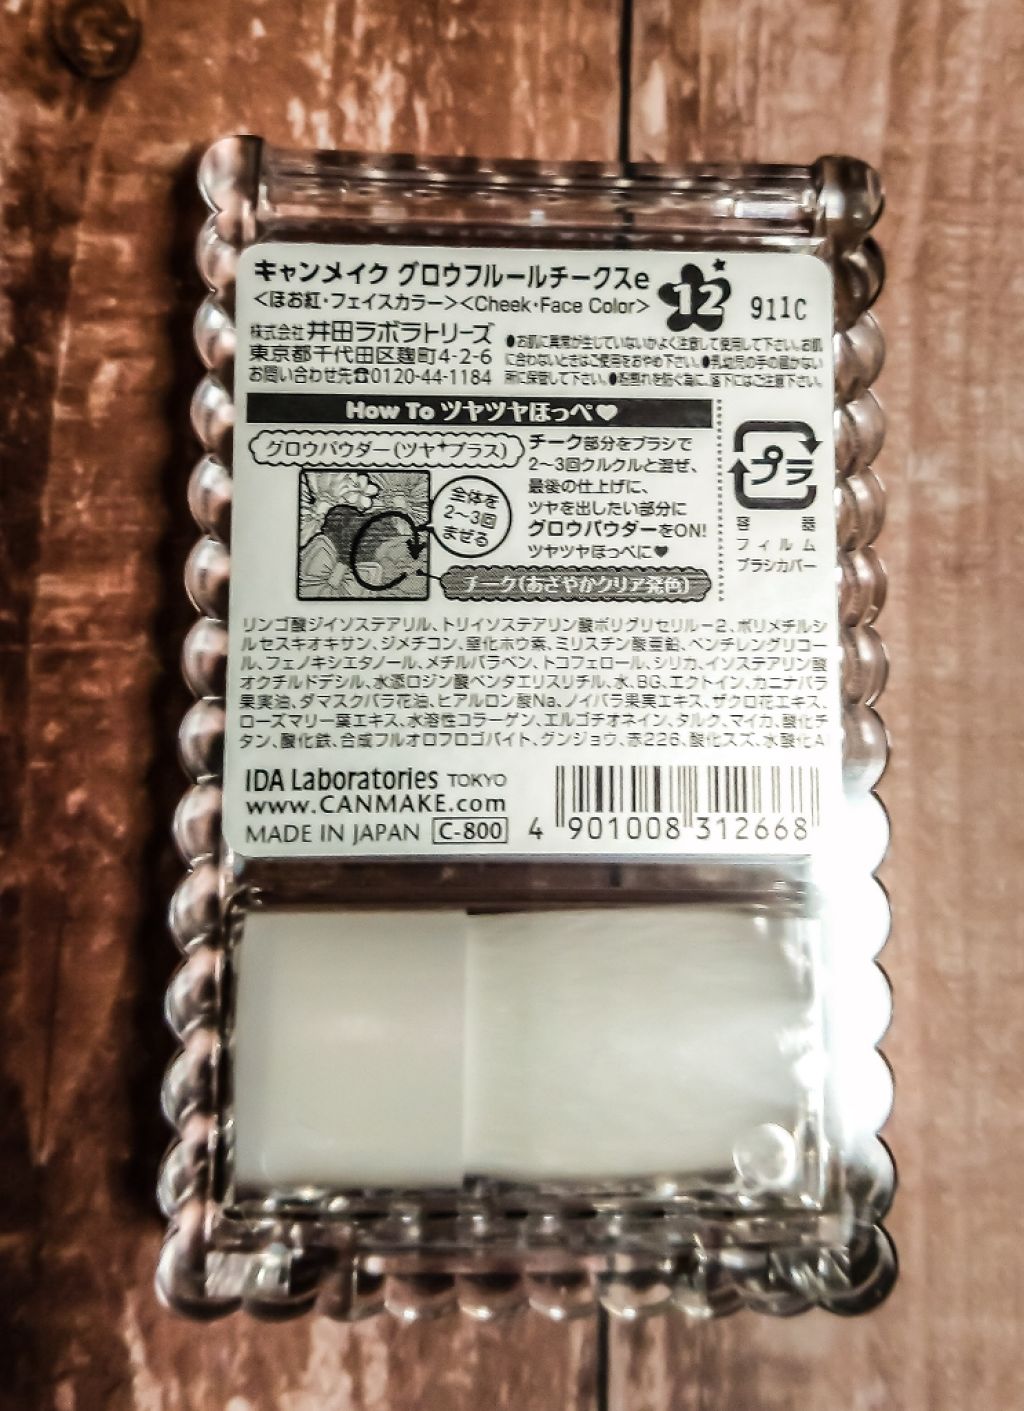 キャンメイク グロウフルールチークスe
<ほお紅・フェイスカラー><Cheek・Face Color>
12
911C
株式会社 井田ラボラトリーズ
東京都千代田区麹町4-2-6
お問い合わせ先☎0120-44-1184
●お肌に異常が生じていないかよく注意して使用して下さい。お肌
に合わないときはご使用をおやめ下さい。●乳幼児の手の届かない
所に保管して下さい。●粉割れを防ぐ為に、落下にはご注意下さい。
How To ツヤツヤほっぺ♥
グロウパウダー(ツヤ+プラス)
全体を
2〜3回
まぜる
チーク(あざやかクリア発色)
チーク部分をブラシで
2〜3回クルクルと混ぜ、
最後の仕上げに、
ツヤを出したい部分に
グロウパウダーをON!
ツヤツヤほっぺに♥
プラ
容器
フィルム
ブラシカバー
リンゴ酸ジイソステアリル、トリイソステアリン酸ポリグリセリル-2、ポリメチルシ
ルセスキオキサン、ジメチコン、窒化ホウ素、ミリスチン酸亜鉛、ペンチレングリコー
ル、フェノキシエタノール、メチルパラベン、トコフェロール、シリカ、イソステアリン酸
オクチルドデシル、水添ロジン酸ペンタエリスリチル、水、BG、エクトイン、カニナバラ
果実油、ダマスクバラ花油、ヒアルロン酸Na、ノイバラ果実エキス、ザクロ花エキス、
ローズマリー葉エキス、水溶性コラーゲン、エルゴチオネイン、タルク、マイカ、酸化チ
タン、酸化鉄、合成フルオロフロゴパイト、グンジョウ、赤226、酸化スズ、水酸化Al
IDA Laboratories TOKYO
www.CANMAKE.com
MADE IN JAPAN C-800
4 901008 312668